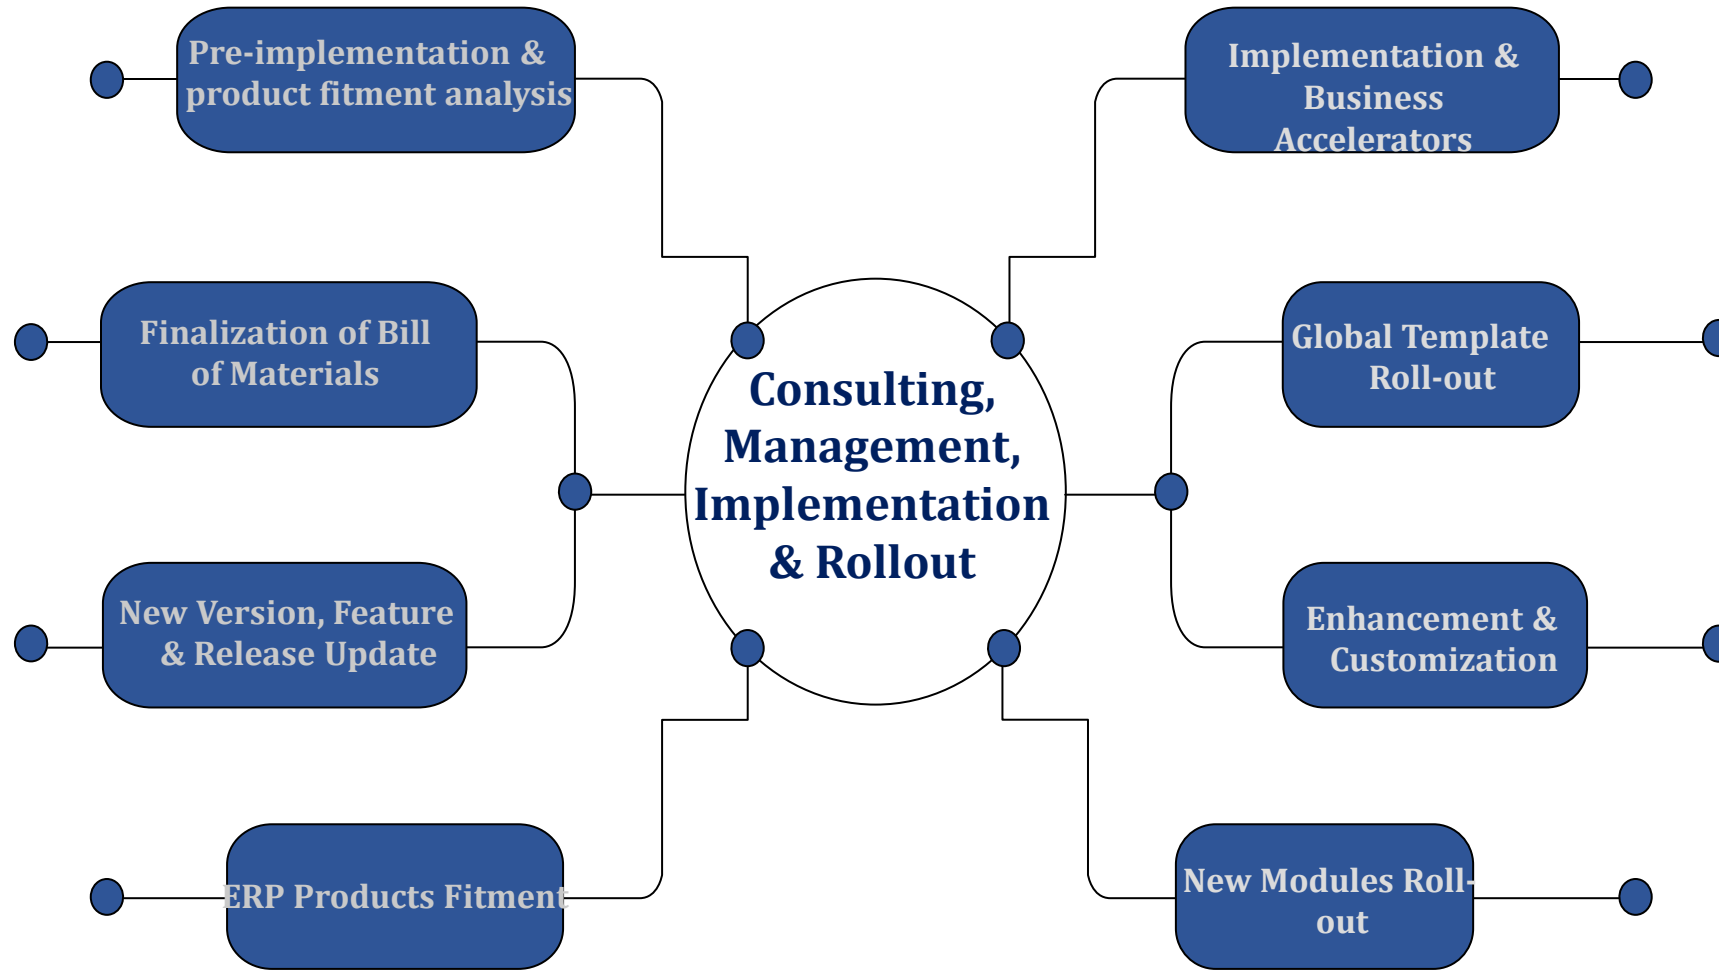 Pre-implementation &
product fitment analysis
Implementation &
Business
Accelerators
Finalization of Bill
of Materials
Global Template
Roll-out
Consulting,
Management,
Implementation
& Rollout
New Version, Feature
& Release Update
Enhancement &
Customization
ERP Products Fitment
New Modules Roll-
out